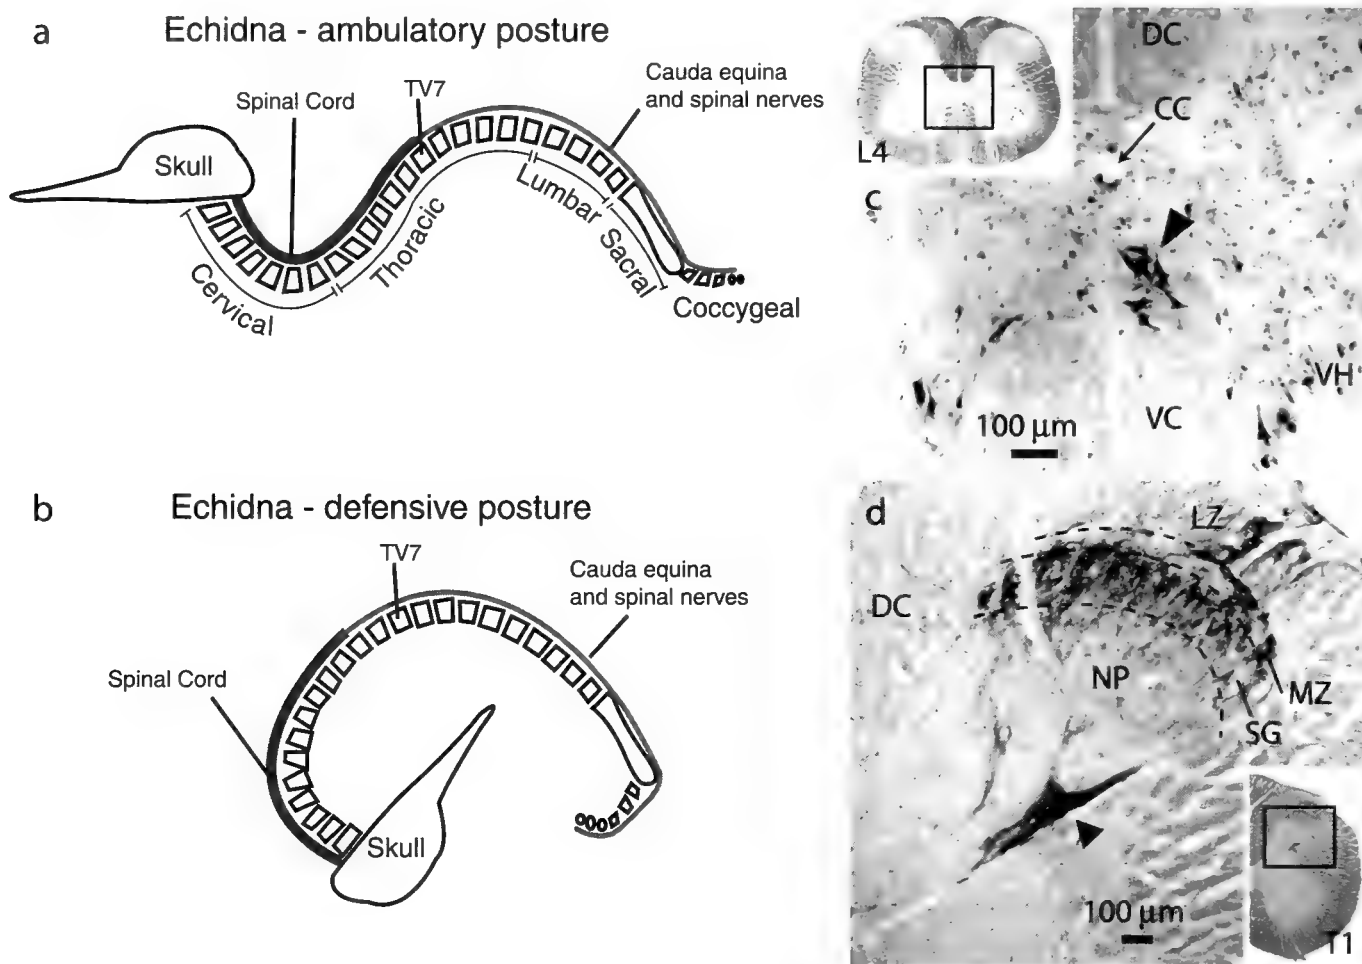 a
Echidna - ambulatory posture
Spinal Cord
TV7
Cauda equina
and spinal nerves
Skull
Cervical
Thoracic
Lumbar
Sacral
Coccygeal
b
Echidna - defensive posture
TV7
Cauda equina
and spinal nerves
Spinal Cord
Skull
L4
c
DC
CC
VH
VC
100 µm
d
LZ
DC
NP
MZ
SG
100 µm
T1